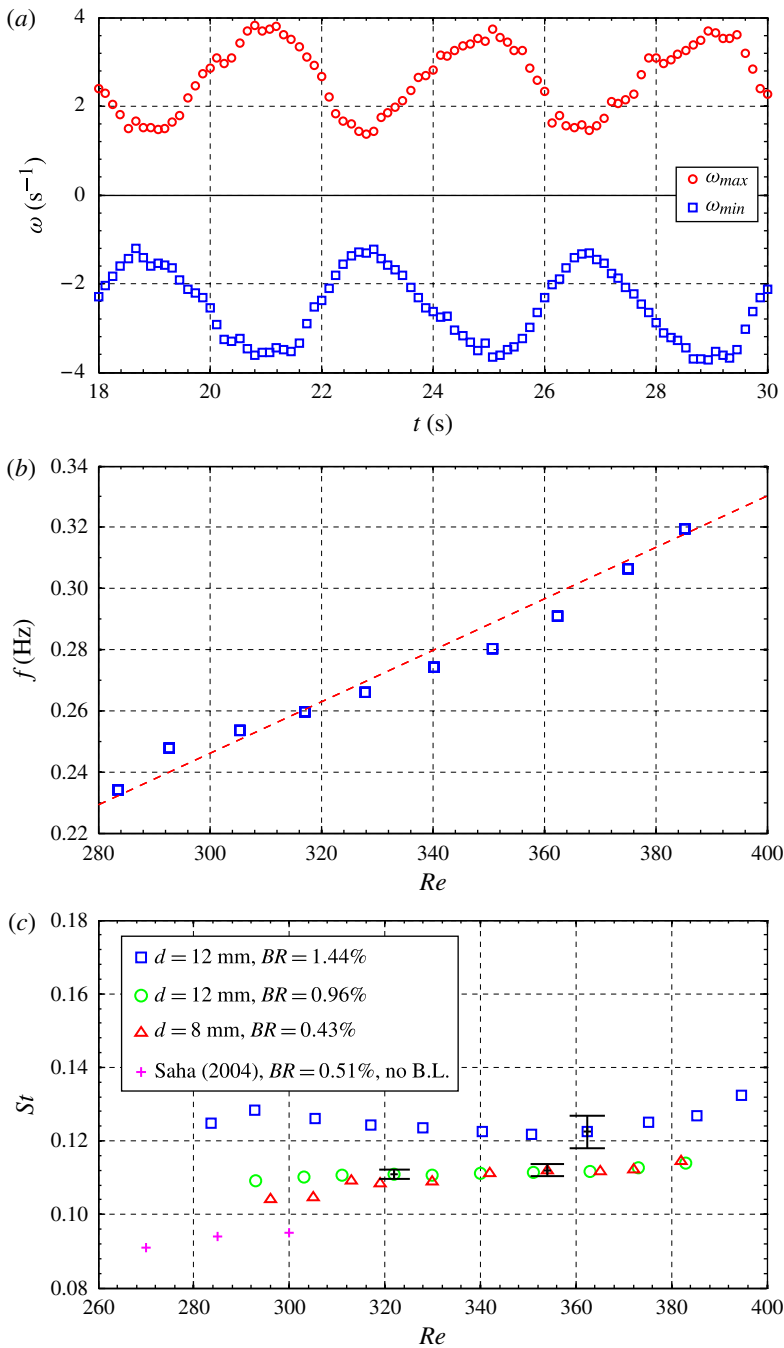 (a)
4
2
0
−2
−4
ω (s−1)
ωmax
ωmin
18 20 22 24 26 28 30
t (s)
(b)
0.34
0.32
0.30
0.28
0.26
0.24
0.22
f (Hz)
280 300 320 340 360 380 400
Re
(c)
0.18
0.16
0.14
0.12
0.10
0.08
St
d = 12 mm, BR = 1.44%
d = 12 mm, BR = 0.96%
d = 8 mm, BR = 0.43%
Saha (2004), BR = 0.51%, no B.L.
260 280 300 320 340 360 380 400
Re